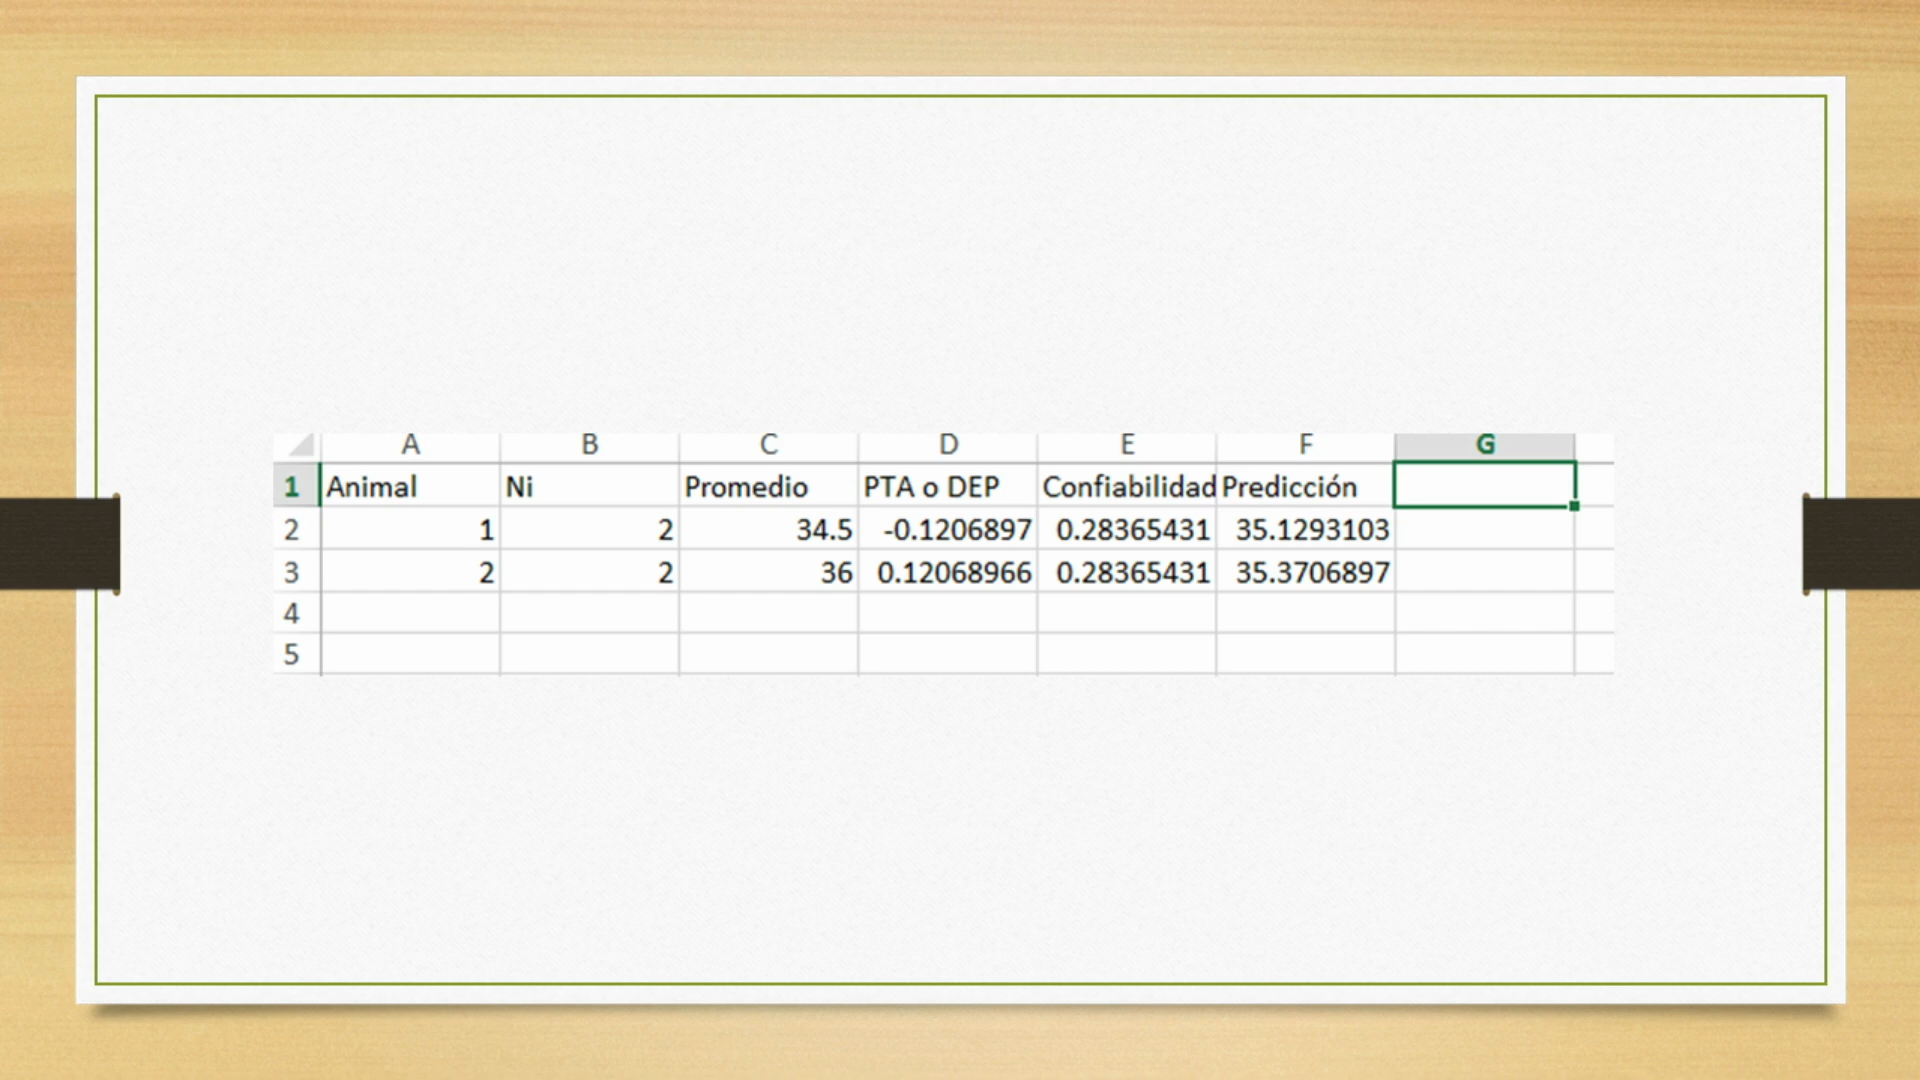 A B C D E F G
1 Animal Ni Promedio PTA o DEP Confiabilidad Predicción
2 1 2 34.5 -0.1206897 0.28365431 35.1293103
3 2 2 36 0.12068966 0.28365431 35.3706897
4
5